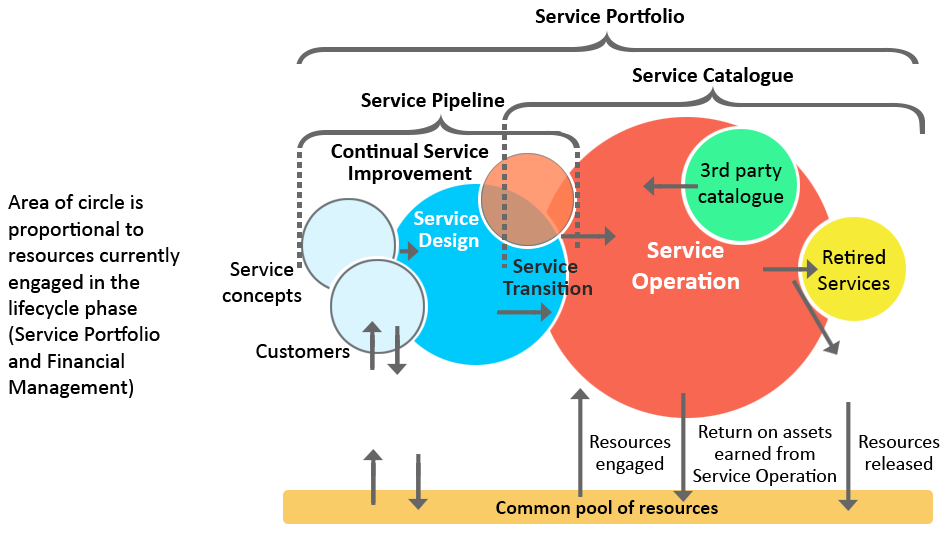 Service Portfolio
Service Catalogue
Service Pipeline
Continual Service
Improvement
3rd party
catalogue
Area of circle is
proportional to
resources currently
engaged in the
lifecycle phase
(Service Portfolio
and Financial
Management)
Service
Design
Service
concepts
Service
Transition
Service
Operation
Retired
Services
Customers
Resources
engaged
Return on assets
earned from
Service Operation
Resources
released
Common pool of resources